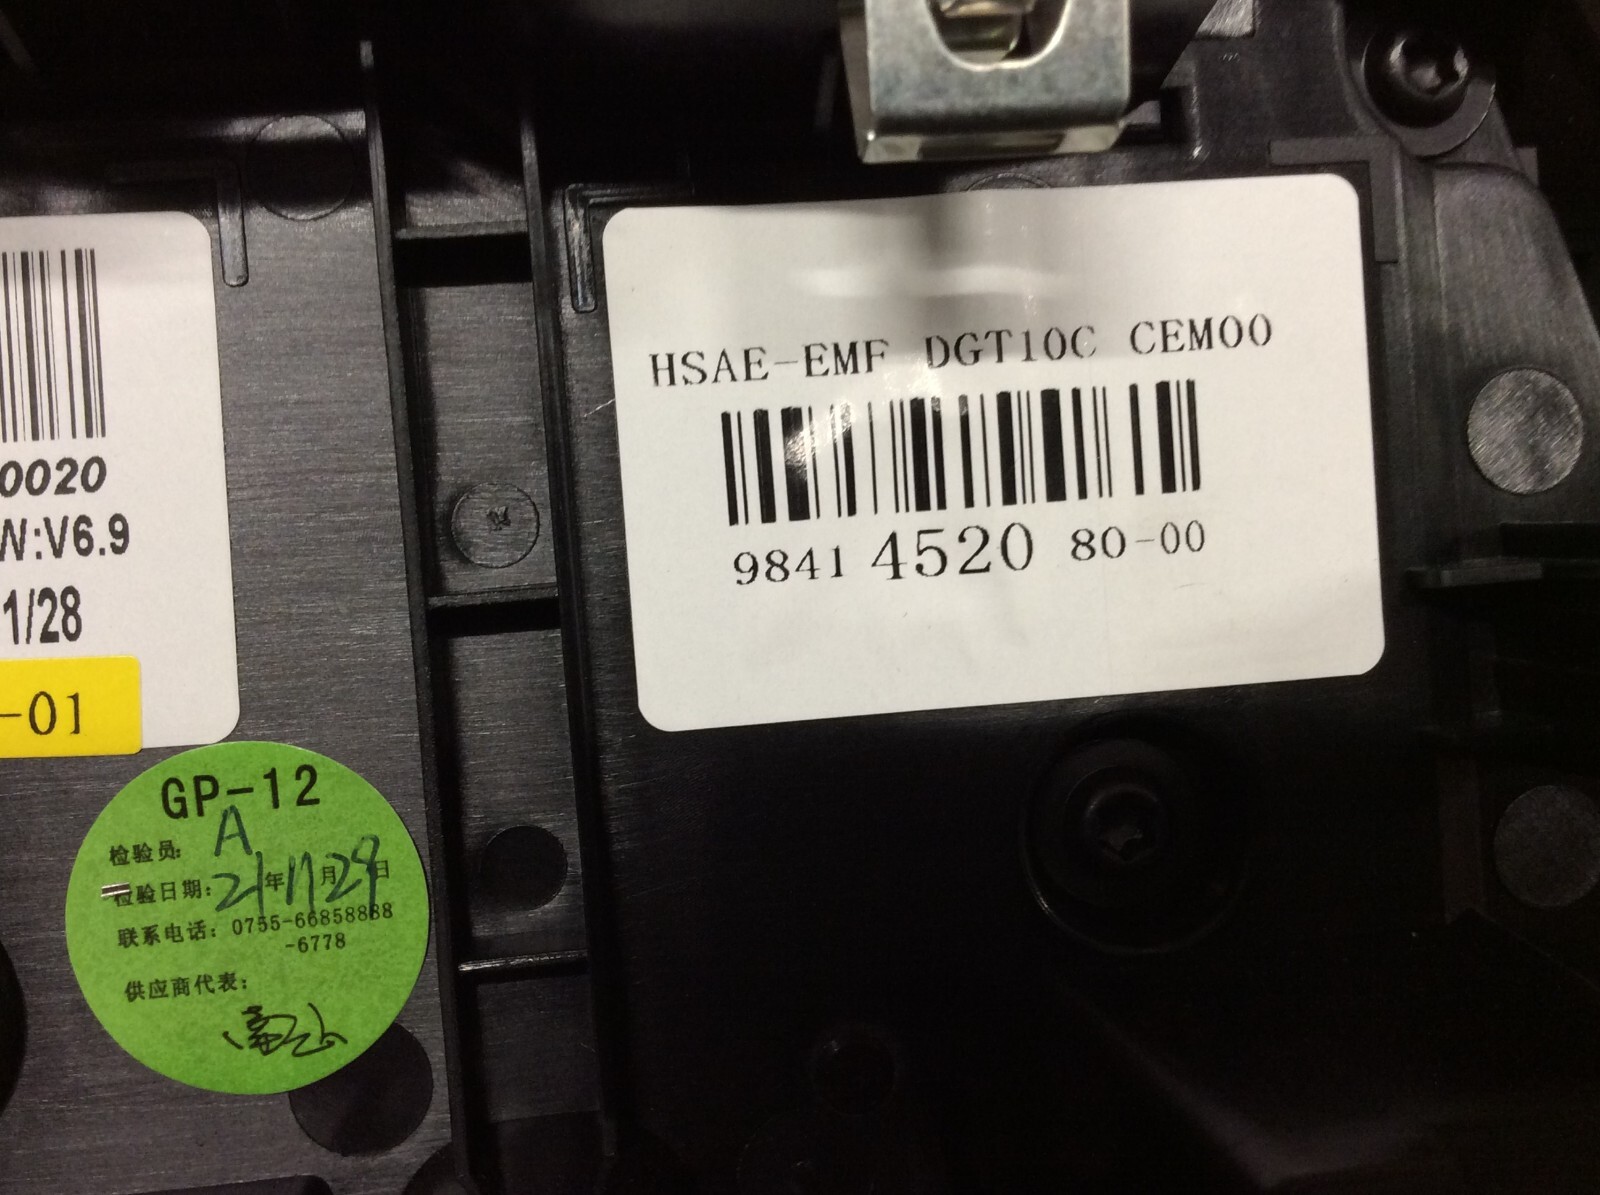 0020
W:V6.9
1/28
-01
HSAE-EMF DGT10C CEM00
9841 4520 80-00
GP-12
检验员: A
检验日期: 21年11月29日
联系电话: 0755-66858888
-6778
供应商代表: